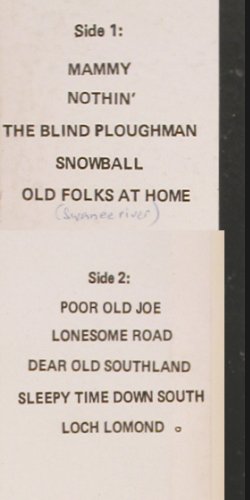 Side 1:
MAMMY
NOTHIN'
THE BLIND PLOUGHMAN
SNOWBALL
OLD FOLKS AT HOME
(Swanee river)
Side 2:
POOR OLD JOE
LONESOME ROAD
DEAR OLD SOUTHLAND
SLEEPY TIME DOWN SOUTH
LOCH LOMOND